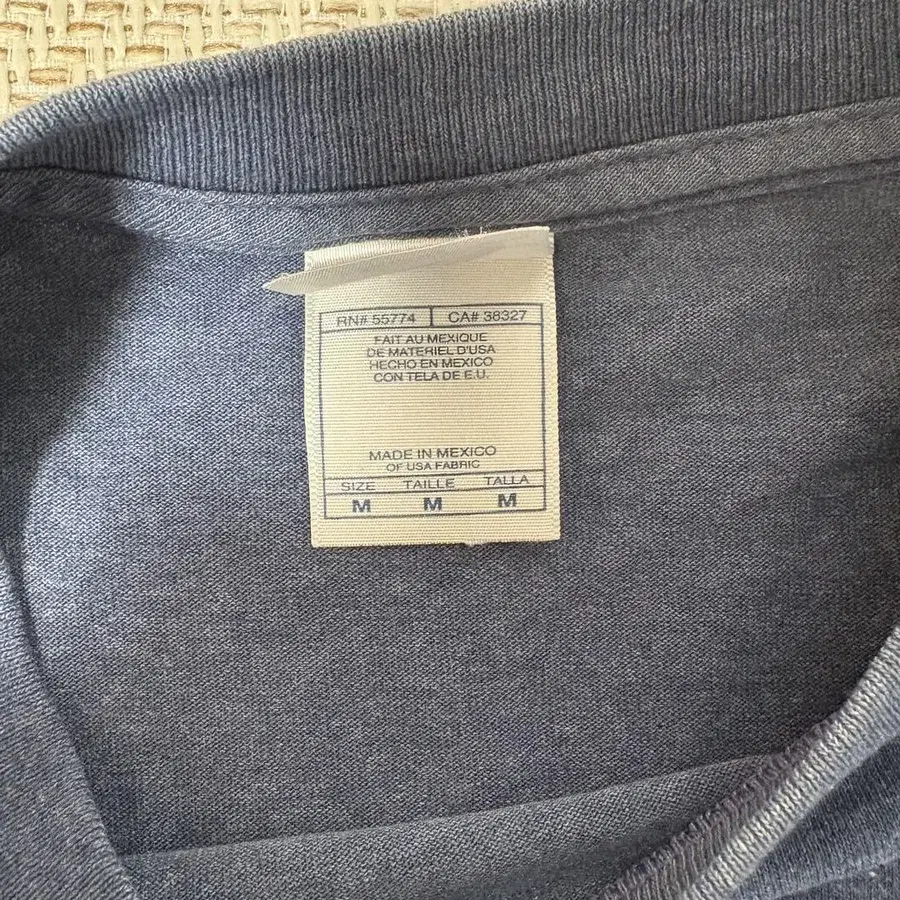 RN# 55774 CA# 38327
FAIT AU MEXIQUE
DE MATERIEL D'USA
HECHO EN MEXICO
CON TELA DE E.U.
MADE IN MEXICO
OF USA FABRIC
SIZE TAILLE TALLA
M M M